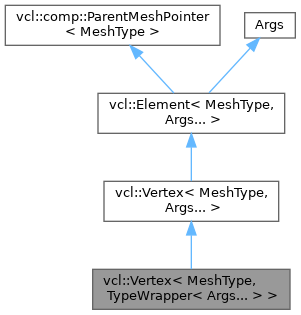 vcl::comp::ParentMeshPointer
< MeshType >
Args
vcl::Element< MeshType,
Args... >
vcl::Vertex< MeshType,
Args... >
vcl::Vertex< MeshType,
TypeWrapper< Args... > >